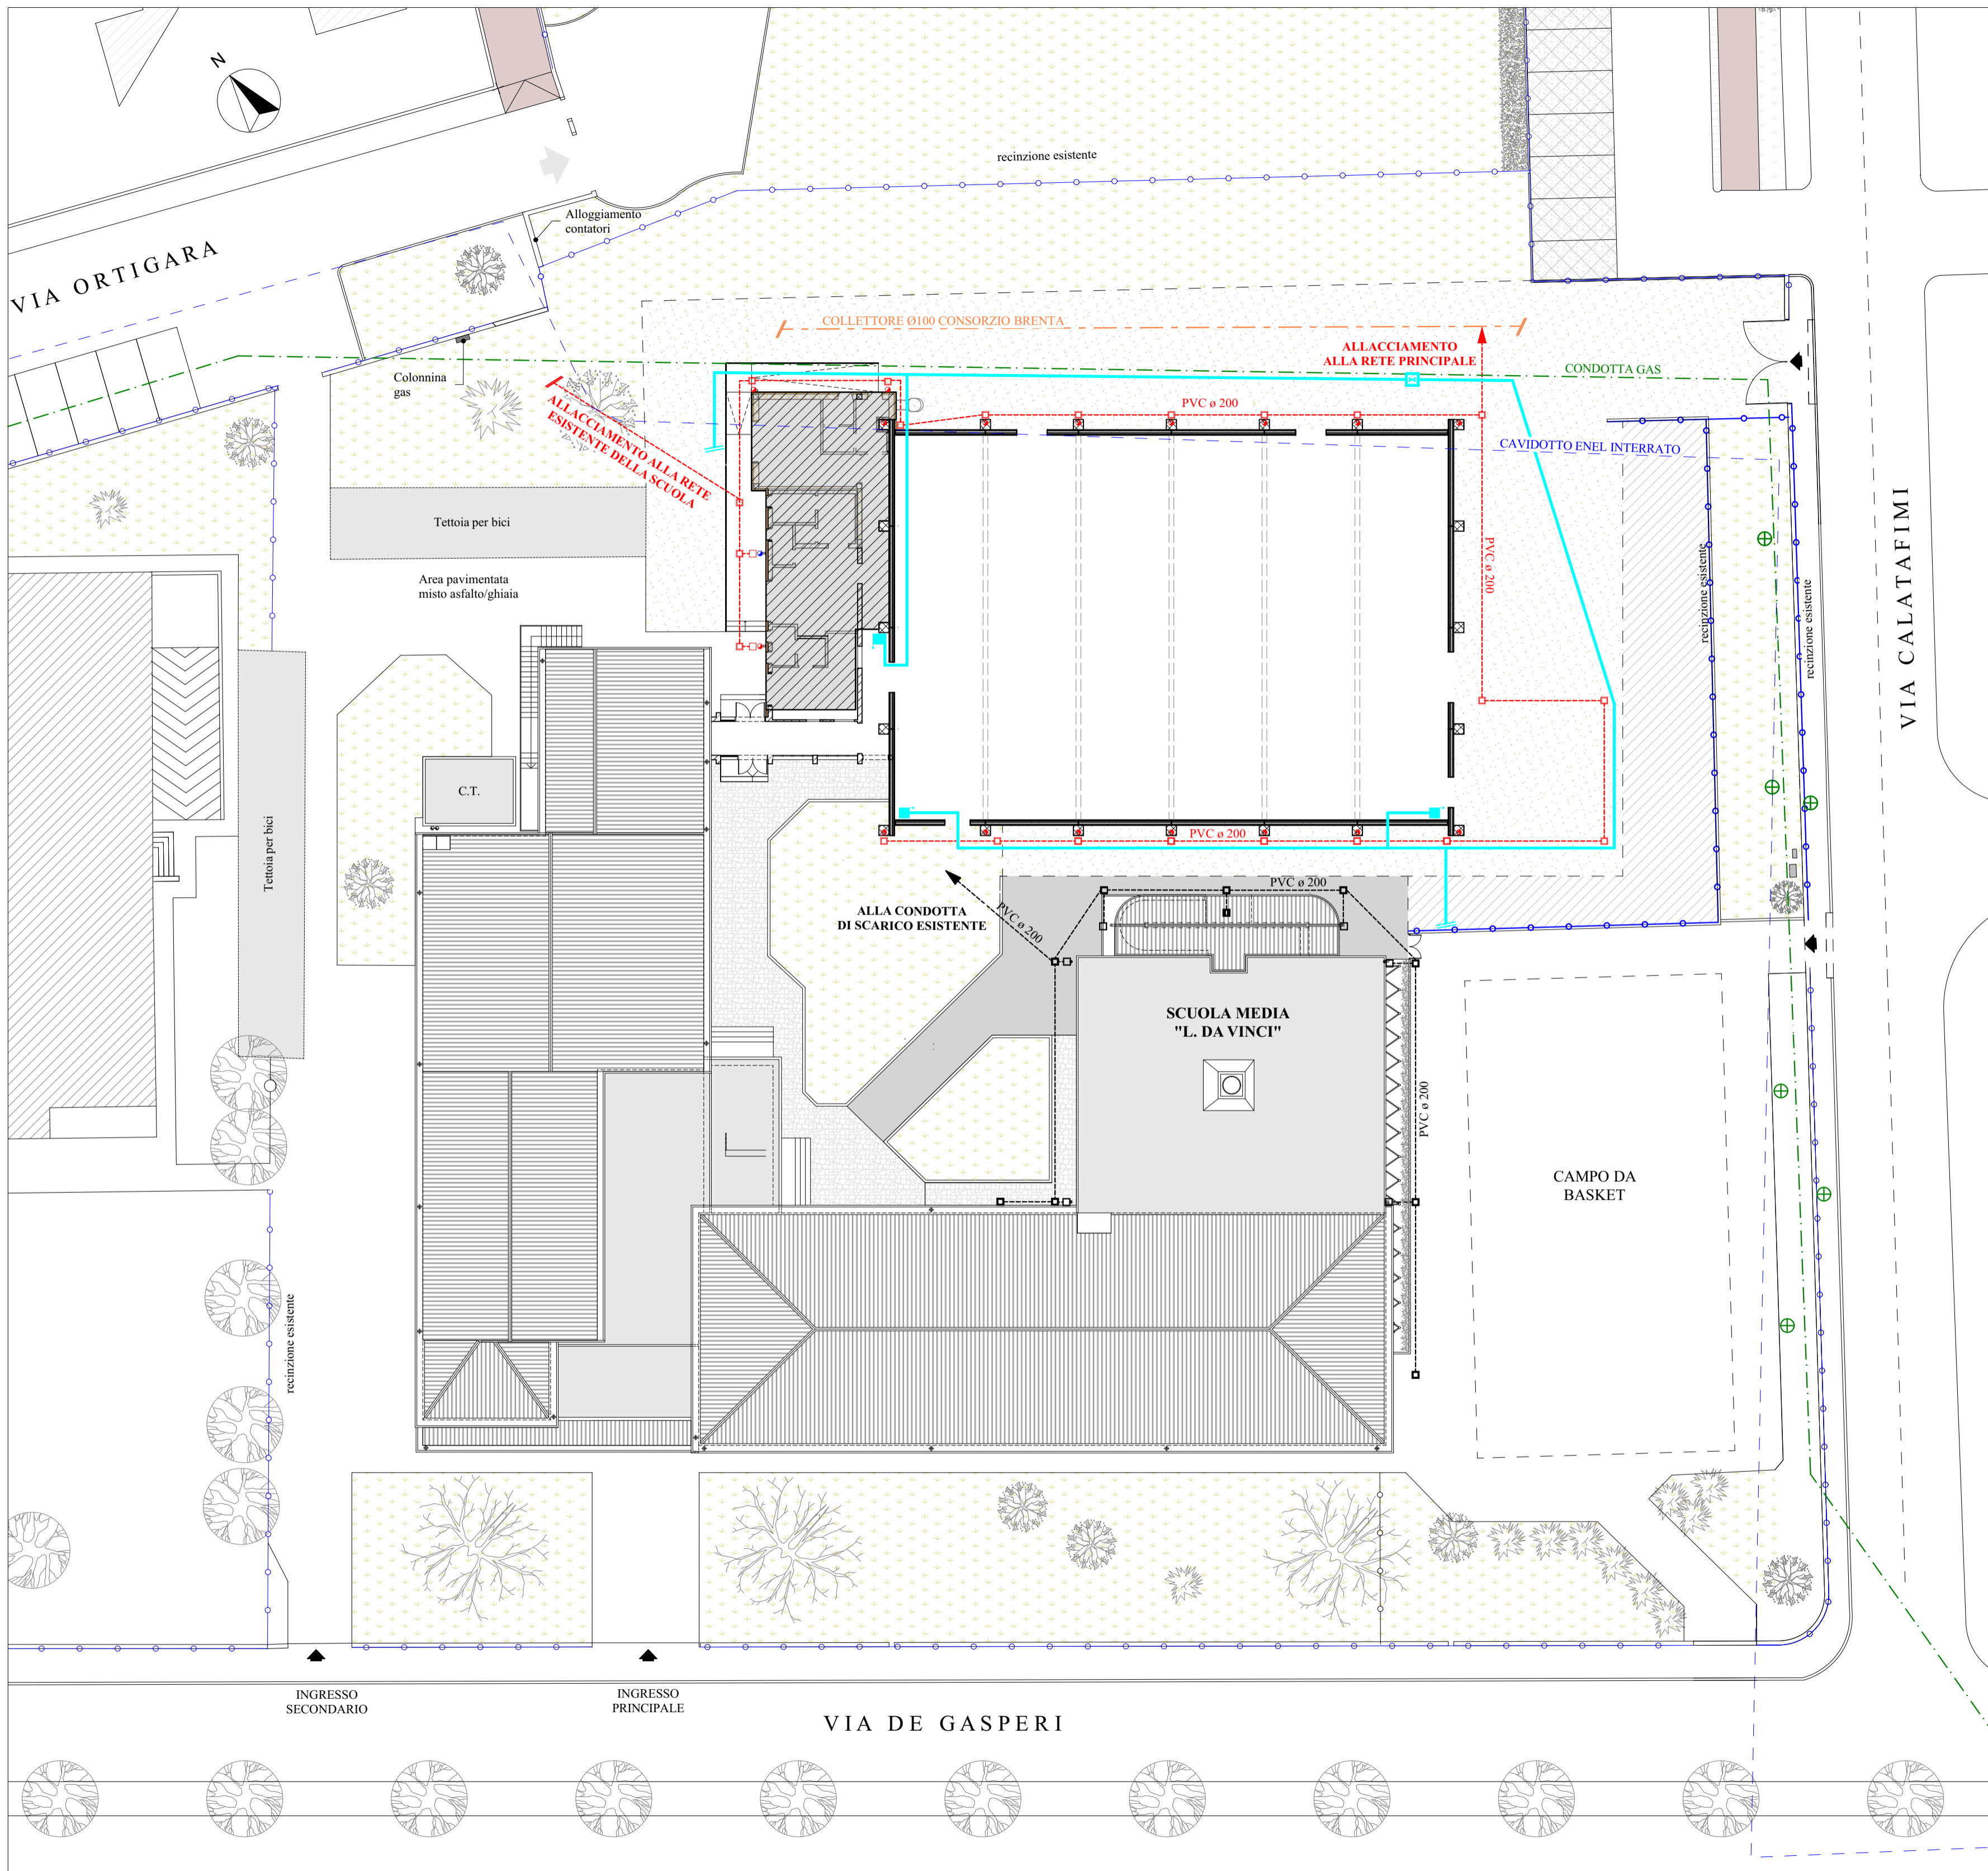 N
recinzione esistente
Alloggiamento
contatori
VIA ORTIGARA
COLLETTORE Ø100 CONSORZIO BRENTA
ALLACCIAMENTO
ALLA RETE PRINCIPALE
CONDOTTA GAS
Colonnina
gas
ALLACCIAMENTO ALLA RETE
ESISTENTE DELLA SCUOLA
PVC ø 200
CAVIDOTTO ENEL INTERRATO
Tettoia per bici
PVC ø 200
Area pavimentata
misto asfalto/ghiaia
recinzione esistente
recinzione esistente
VIA CALATAFIMI
C.T.
Tettoia per bici
PVC ø 200
PVC ø 200
ALLA CONDOTTA
DI SCARICO ESISTENTE
PVC ø 200
SCUOLA MEDIA
"L. DA VINCI"
PVC ø 200
CAMPO DA
BASKET
recinzione esistente
INGRESSO
SECONDARIO
INGRESSO
PRINCIPALE
VIA DE GASPERI